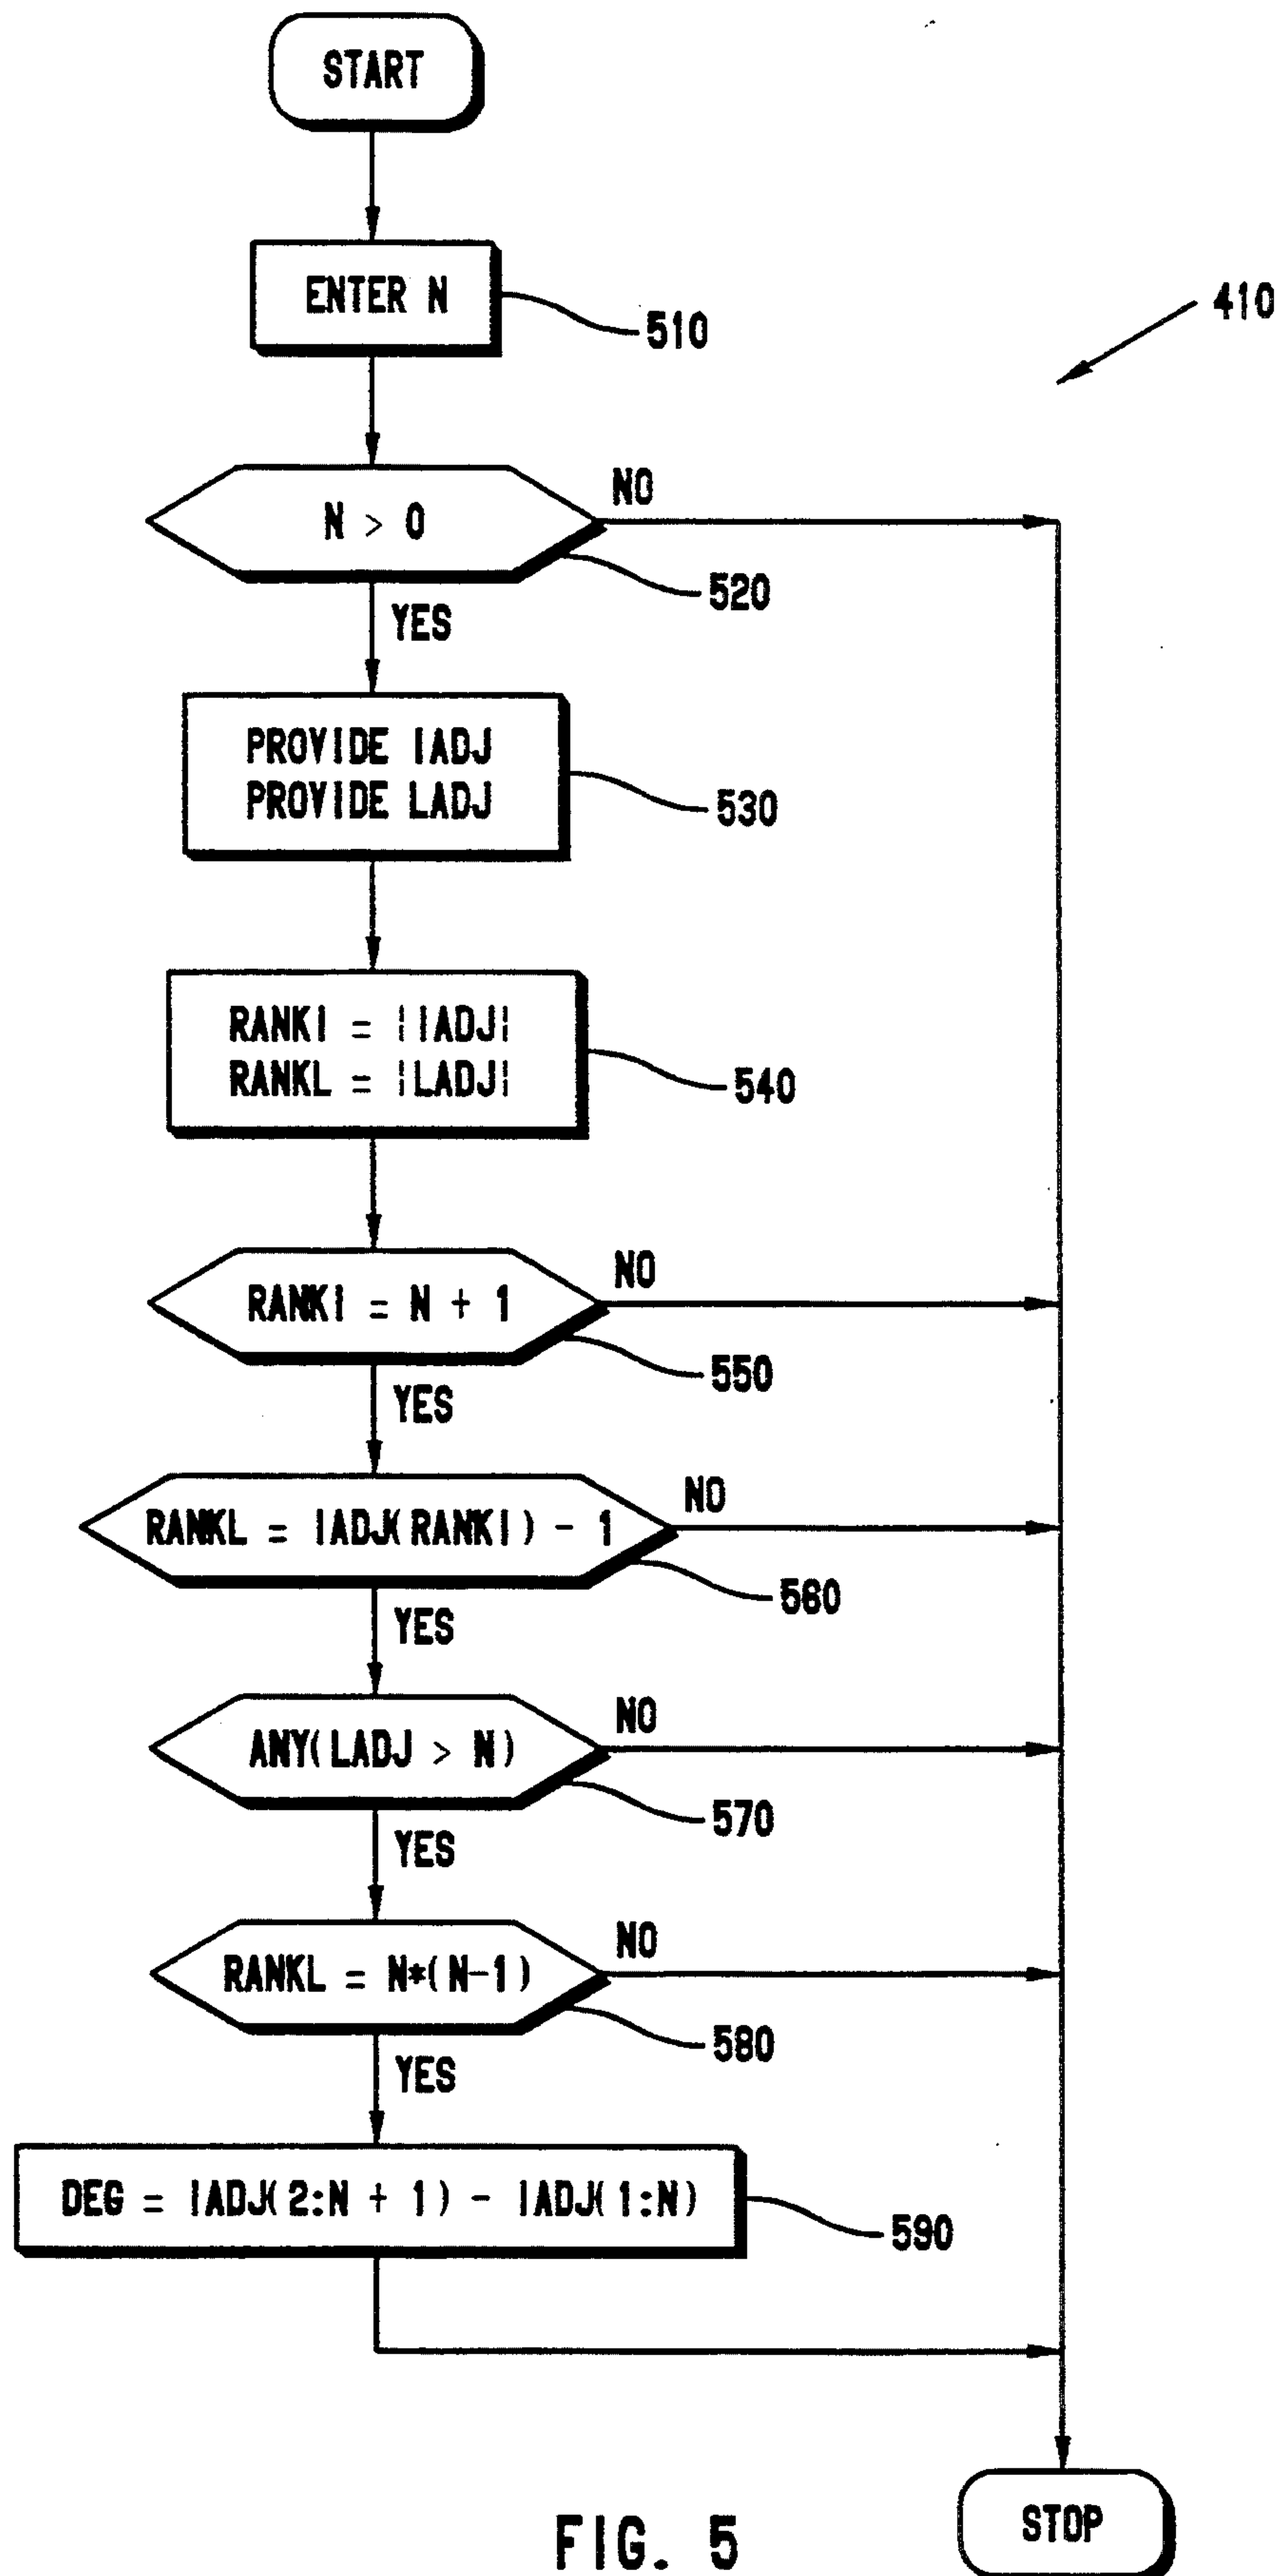 START
ENTER N
510
410
N > 0
NO
520
YES
PROVIDE IADJ
PROVIDE LADJ
530
RANKI = |IADJ|
RANKL = |LADJ|
540
RANKI = N + 1
NO
550
YES
RANKL = IADJ(RANKI) - 1
NO
560
YES
ANY(LADJ > N)
NO
570
YES
RANKL = N*(N-1)
NO
580
YES
DEG = IADJ(2:N + 1) - IADJ(1:N)
590
STOP
FIG. 5